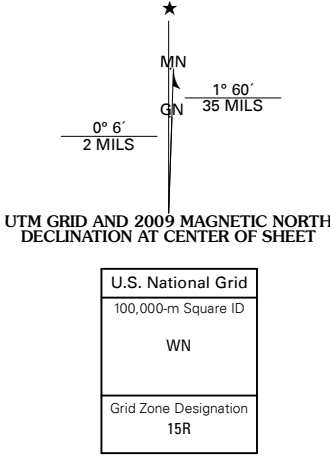 ★
MN
1° 60´
GN
35 MILS
0° 6´
2 MILS
UTM GRID AND 2009 MAGNETIC NORTH
DECLINATION AT CENTER OF SHEET
U.S. National Grid
100,000-m Square ID
WN
Grid Zone Designation
15R